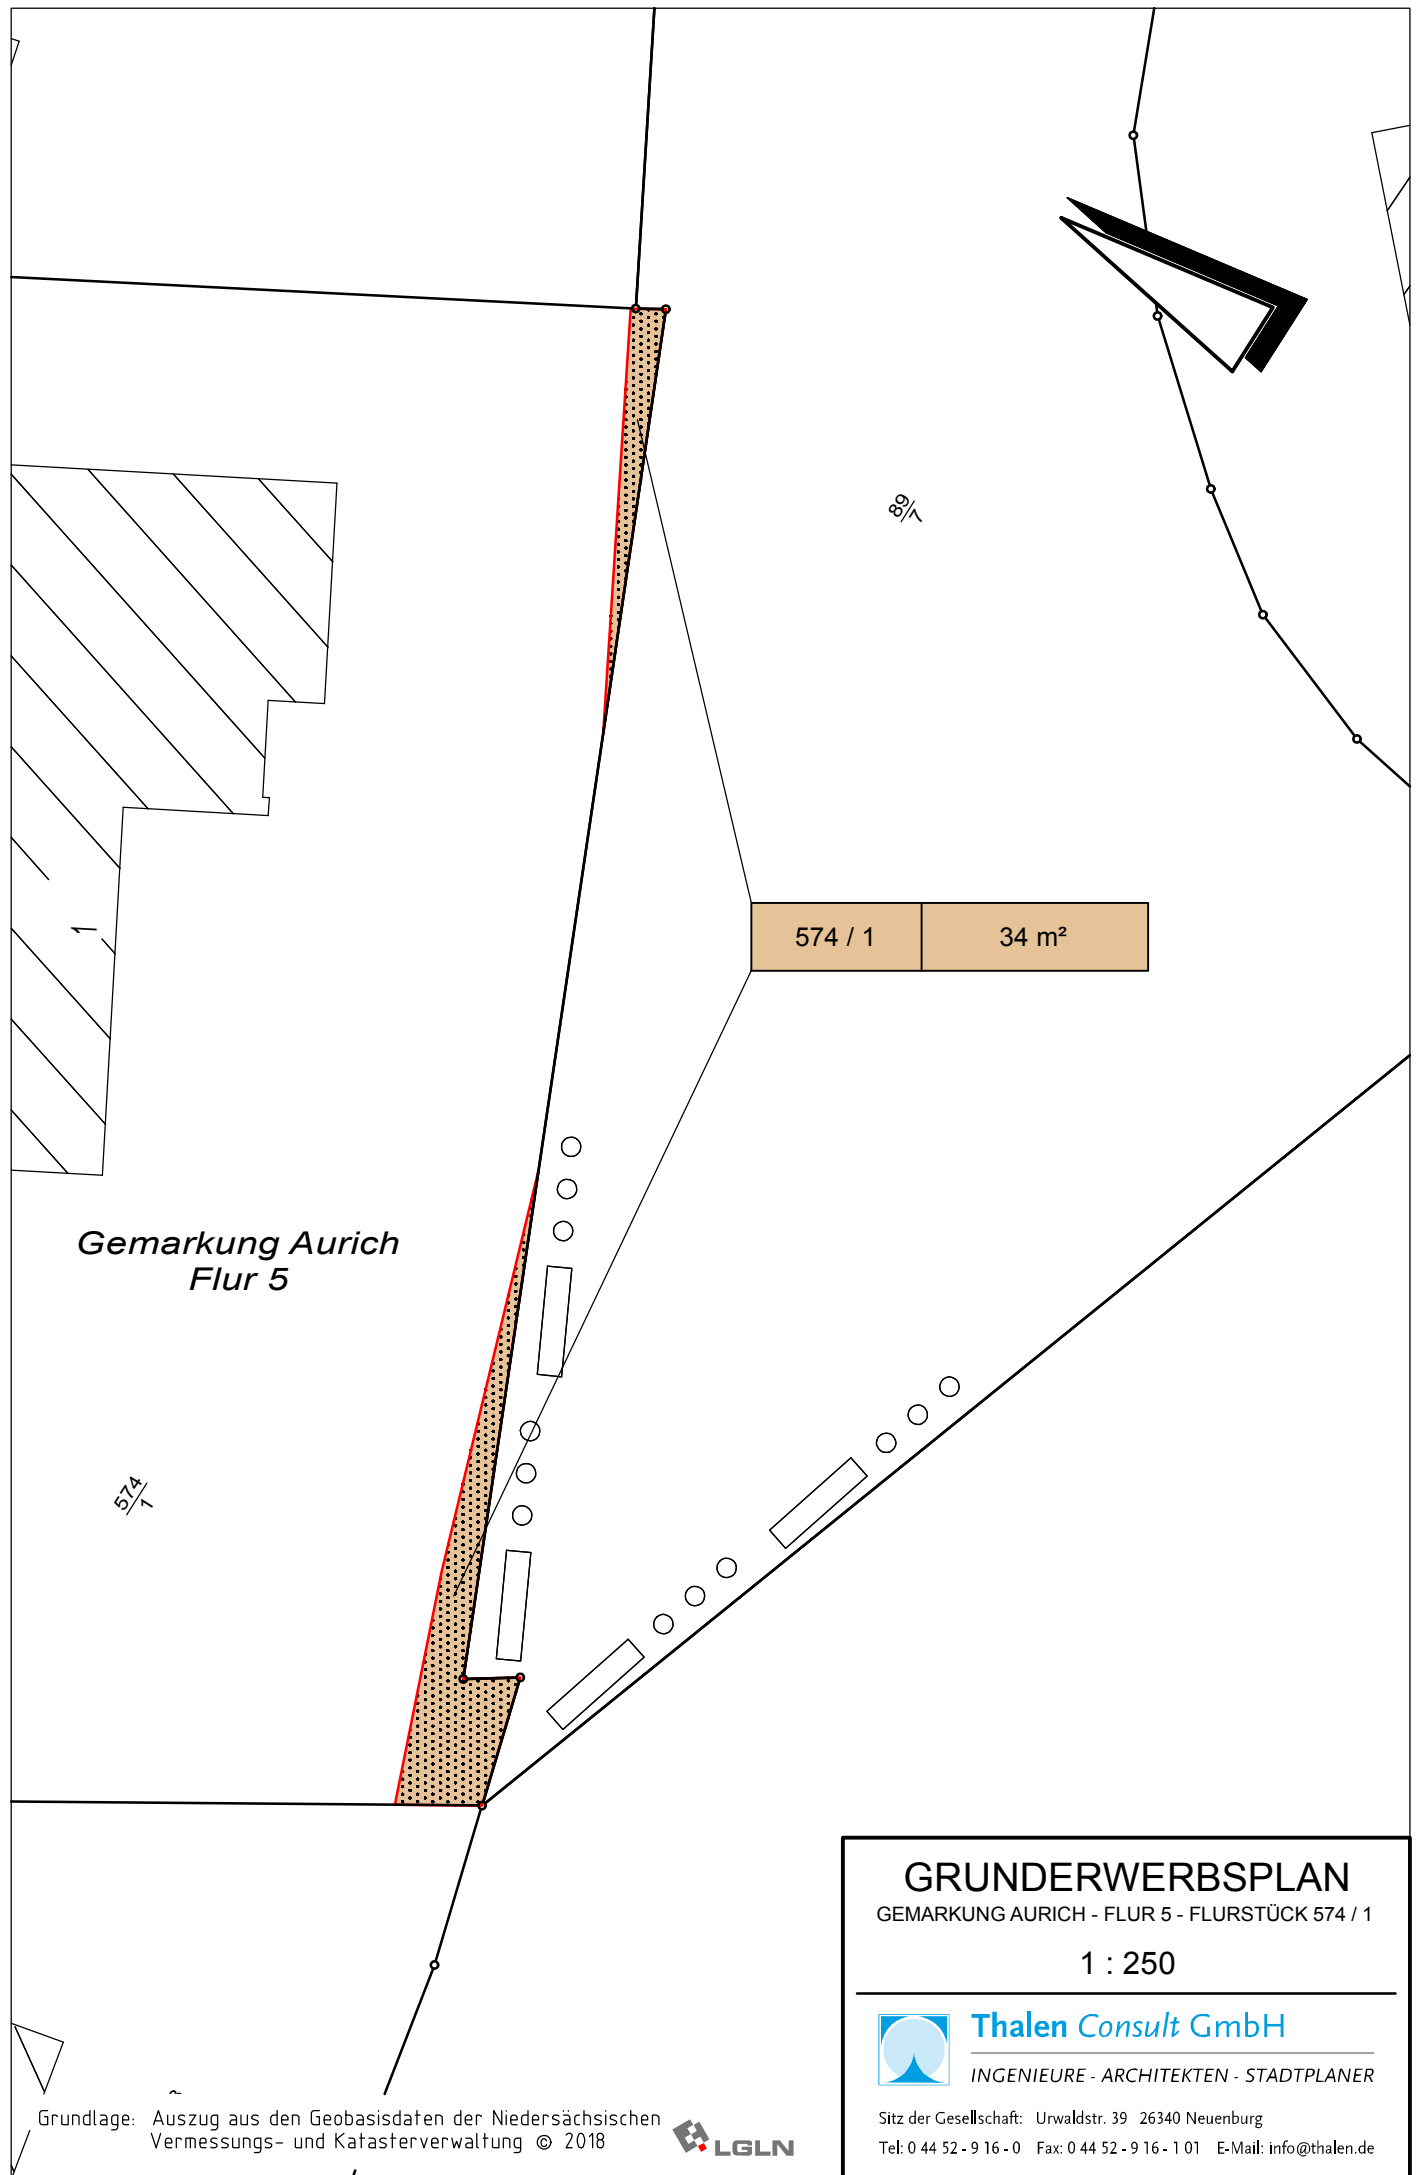 89
7
1
574 / 1 34 m²
Gemarkung Aurich
Flur 5
574
1
GRUNDERWERBSPLAN
GEMARKUNG AURICH - FLUR 5 - FLURSTÜCK 574 / 1
1 : 250
Thalen Consult GmbH
INGENIEURE - ARCHITEKTEN - STADTPLANER
Sitz der Gesellschaft: Urwaldstr. 39 26340 Neuenburg
Tel: 0 44 52 - 9 16 - 0 Fax: 0 44 52 - 9 16 - 1 01 E-Mail: info@thalen.de
Grundlage: Auszug aus den Geobasisdaten der Niedersächsischen
Vermessungs- und Katasterverwaltung © 2018
LGLN